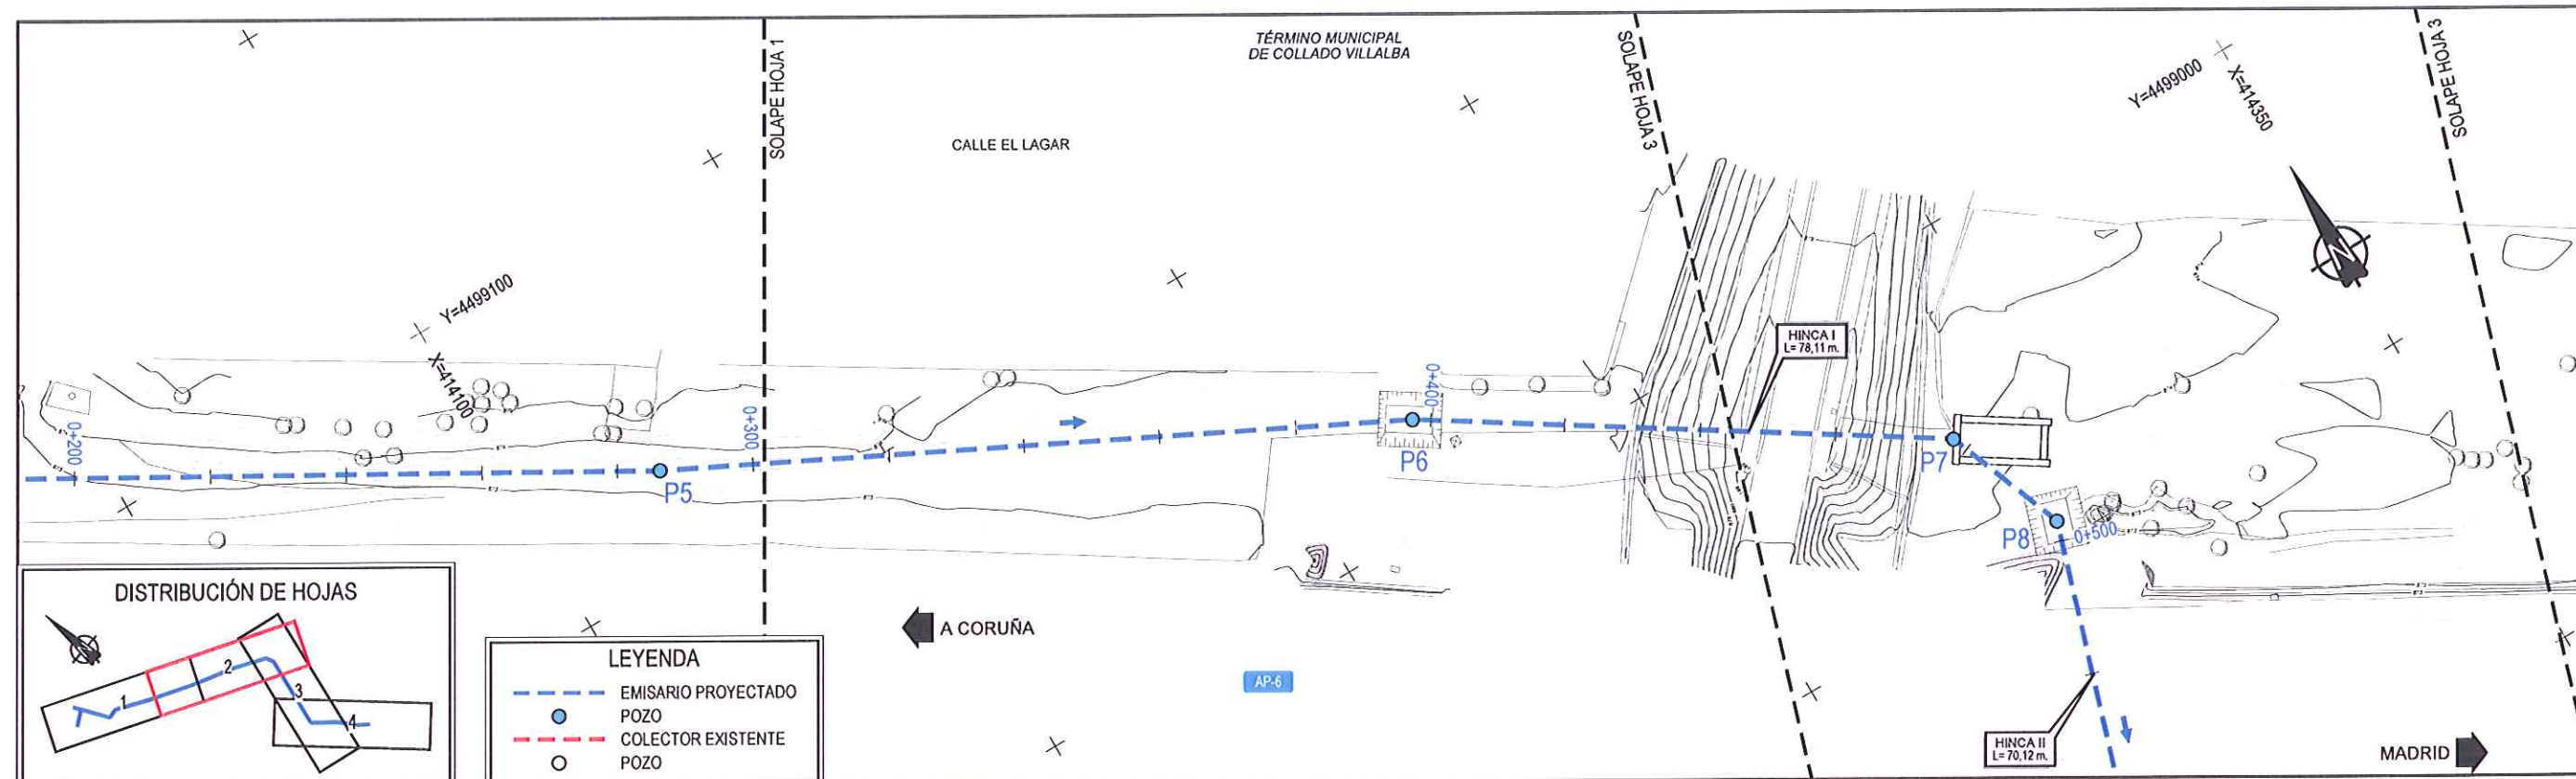 SOLAPE HOJA 1
TÉRMINO MUNICIPAL
DE COLLADO VILLALBA
SOLAPE HOJA 3
SOLAPE HOJA 3
Y=4499000
X=414350
CALLE EL LAGAR
Y=4499100
X=414100
N
HINCA I
L= 78,11 m.
0+200
0+300
0+400
P5
P6
P7
P8
0+500
DISTRIBUCIÓN DE HOJAS
1
2
3
4
LEYENDA
EMISARIO PROYECTADO
POZO
COLECTOR EXISTENTE
POZO
A CORUÑA
AP-6
HINCA II
L= 70,12 m.
MADRID